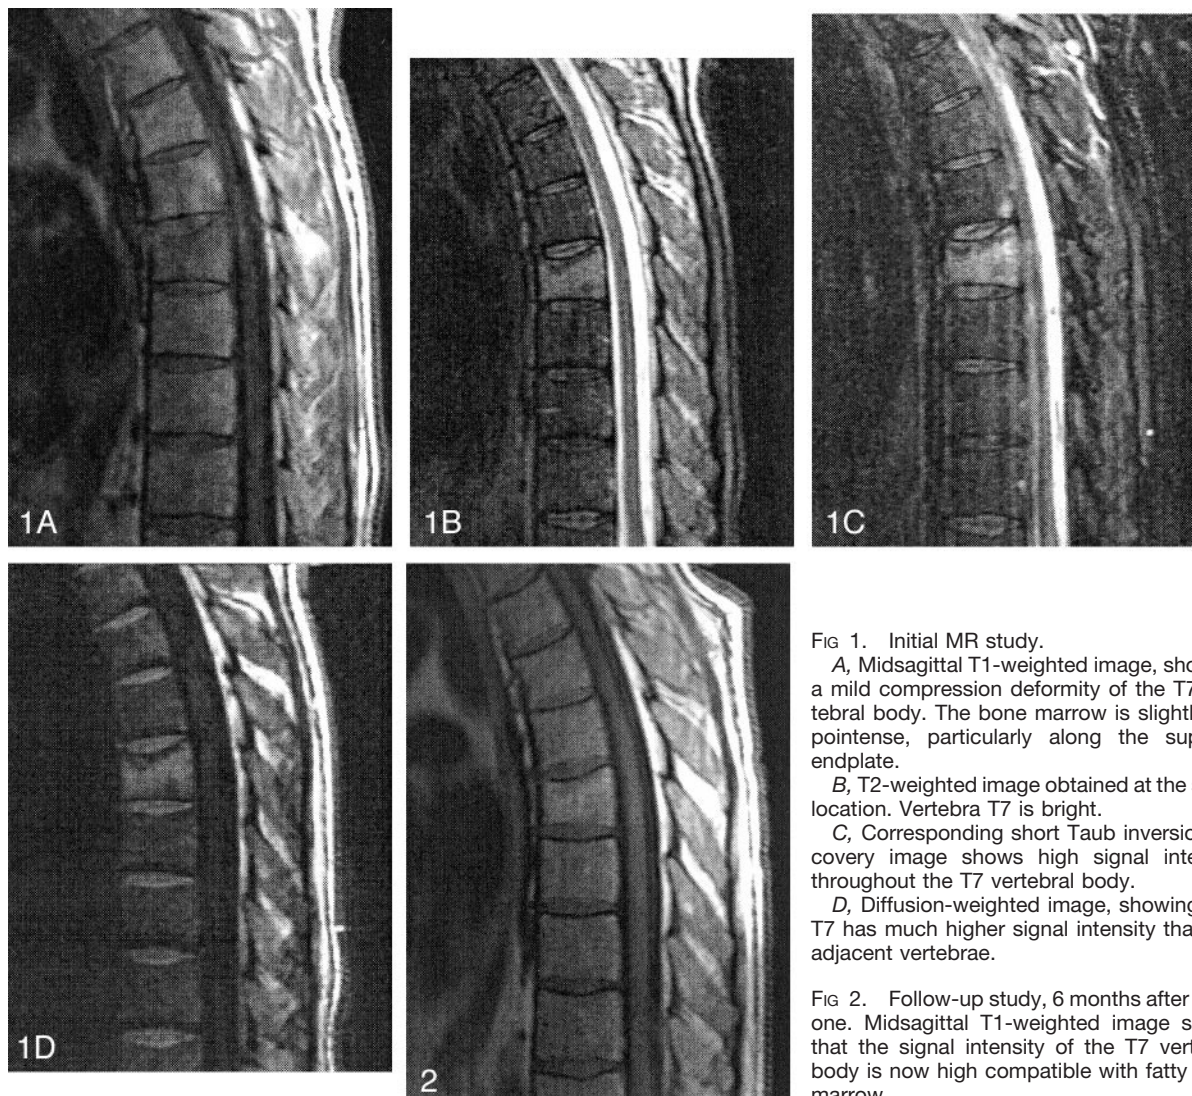 1A
1B
1C
1D
2
FIG 1. Initial MR study.
A, Midsagittal T1-weighted image, sho
a mild compression deformity of the T7
tebral body. The bone marrow is slightl
pointense, particularly along the sup
endplate.
B, T2-weighted image obtained at the s
location. Vertebra T7 is bright.
C, Corresponding short Taub inversio
covery image shows high signal inte
throughout the T7 vertebral body.
D, Diffusion-weighted image, showing
T7 has much higher signal intensity tha
adjacent vertebrae.
FIG 2. Follow-up study, 6 months after
one. Midsagittal T1-weighted image s
that the signal intensity of the T7 vert
body is now high compatible with fatty
marrow.